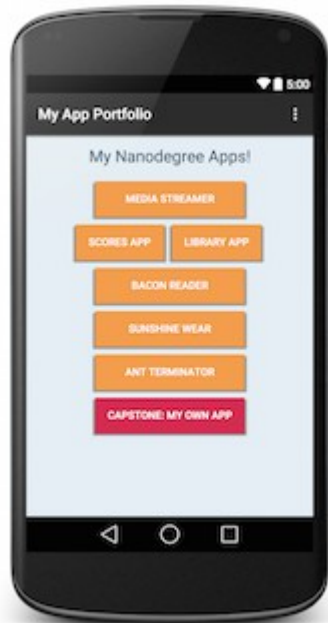 5:00
My App Portfolio
My Nanodegree Apps!
MEDIA STREAMER
SCORES APP LIBRARY APP
BACON READER
SUNSHINE WEAR
ANT TERMINATOR
CAPSTONE: MY OWN APP